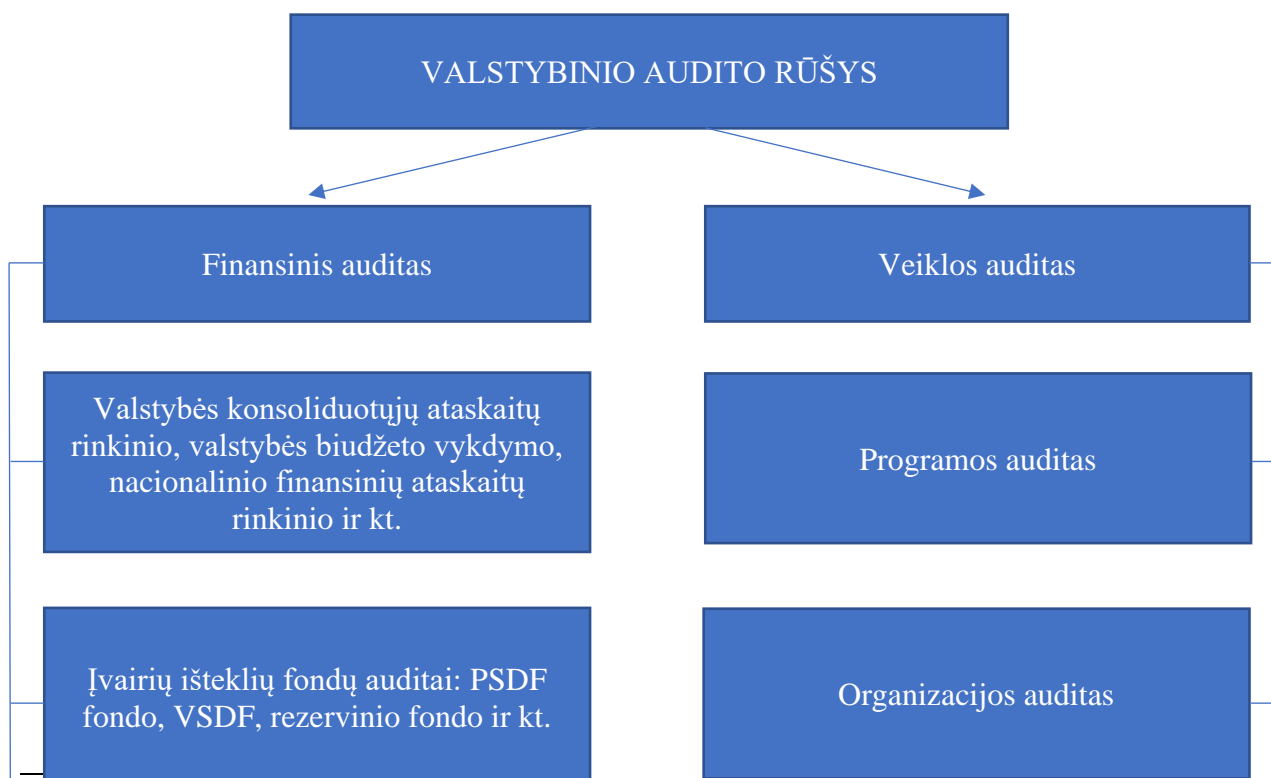 VALSTYBINIO AUDITO RŪŠYS
Finansinis auditas
Veiklos auditas
Valstybės konsoliduotųjų ataskaitų
rinkinio, valstybės biudžeto vykdymo,
nacionalinio finansinių ataskaitų
rinkinio ir kt.
Programos auditas
Įvairių išteklių fondų auditai: PSDF
fondo, VSDF, rezervinio fondo ir kt.
Organizacijos auditas